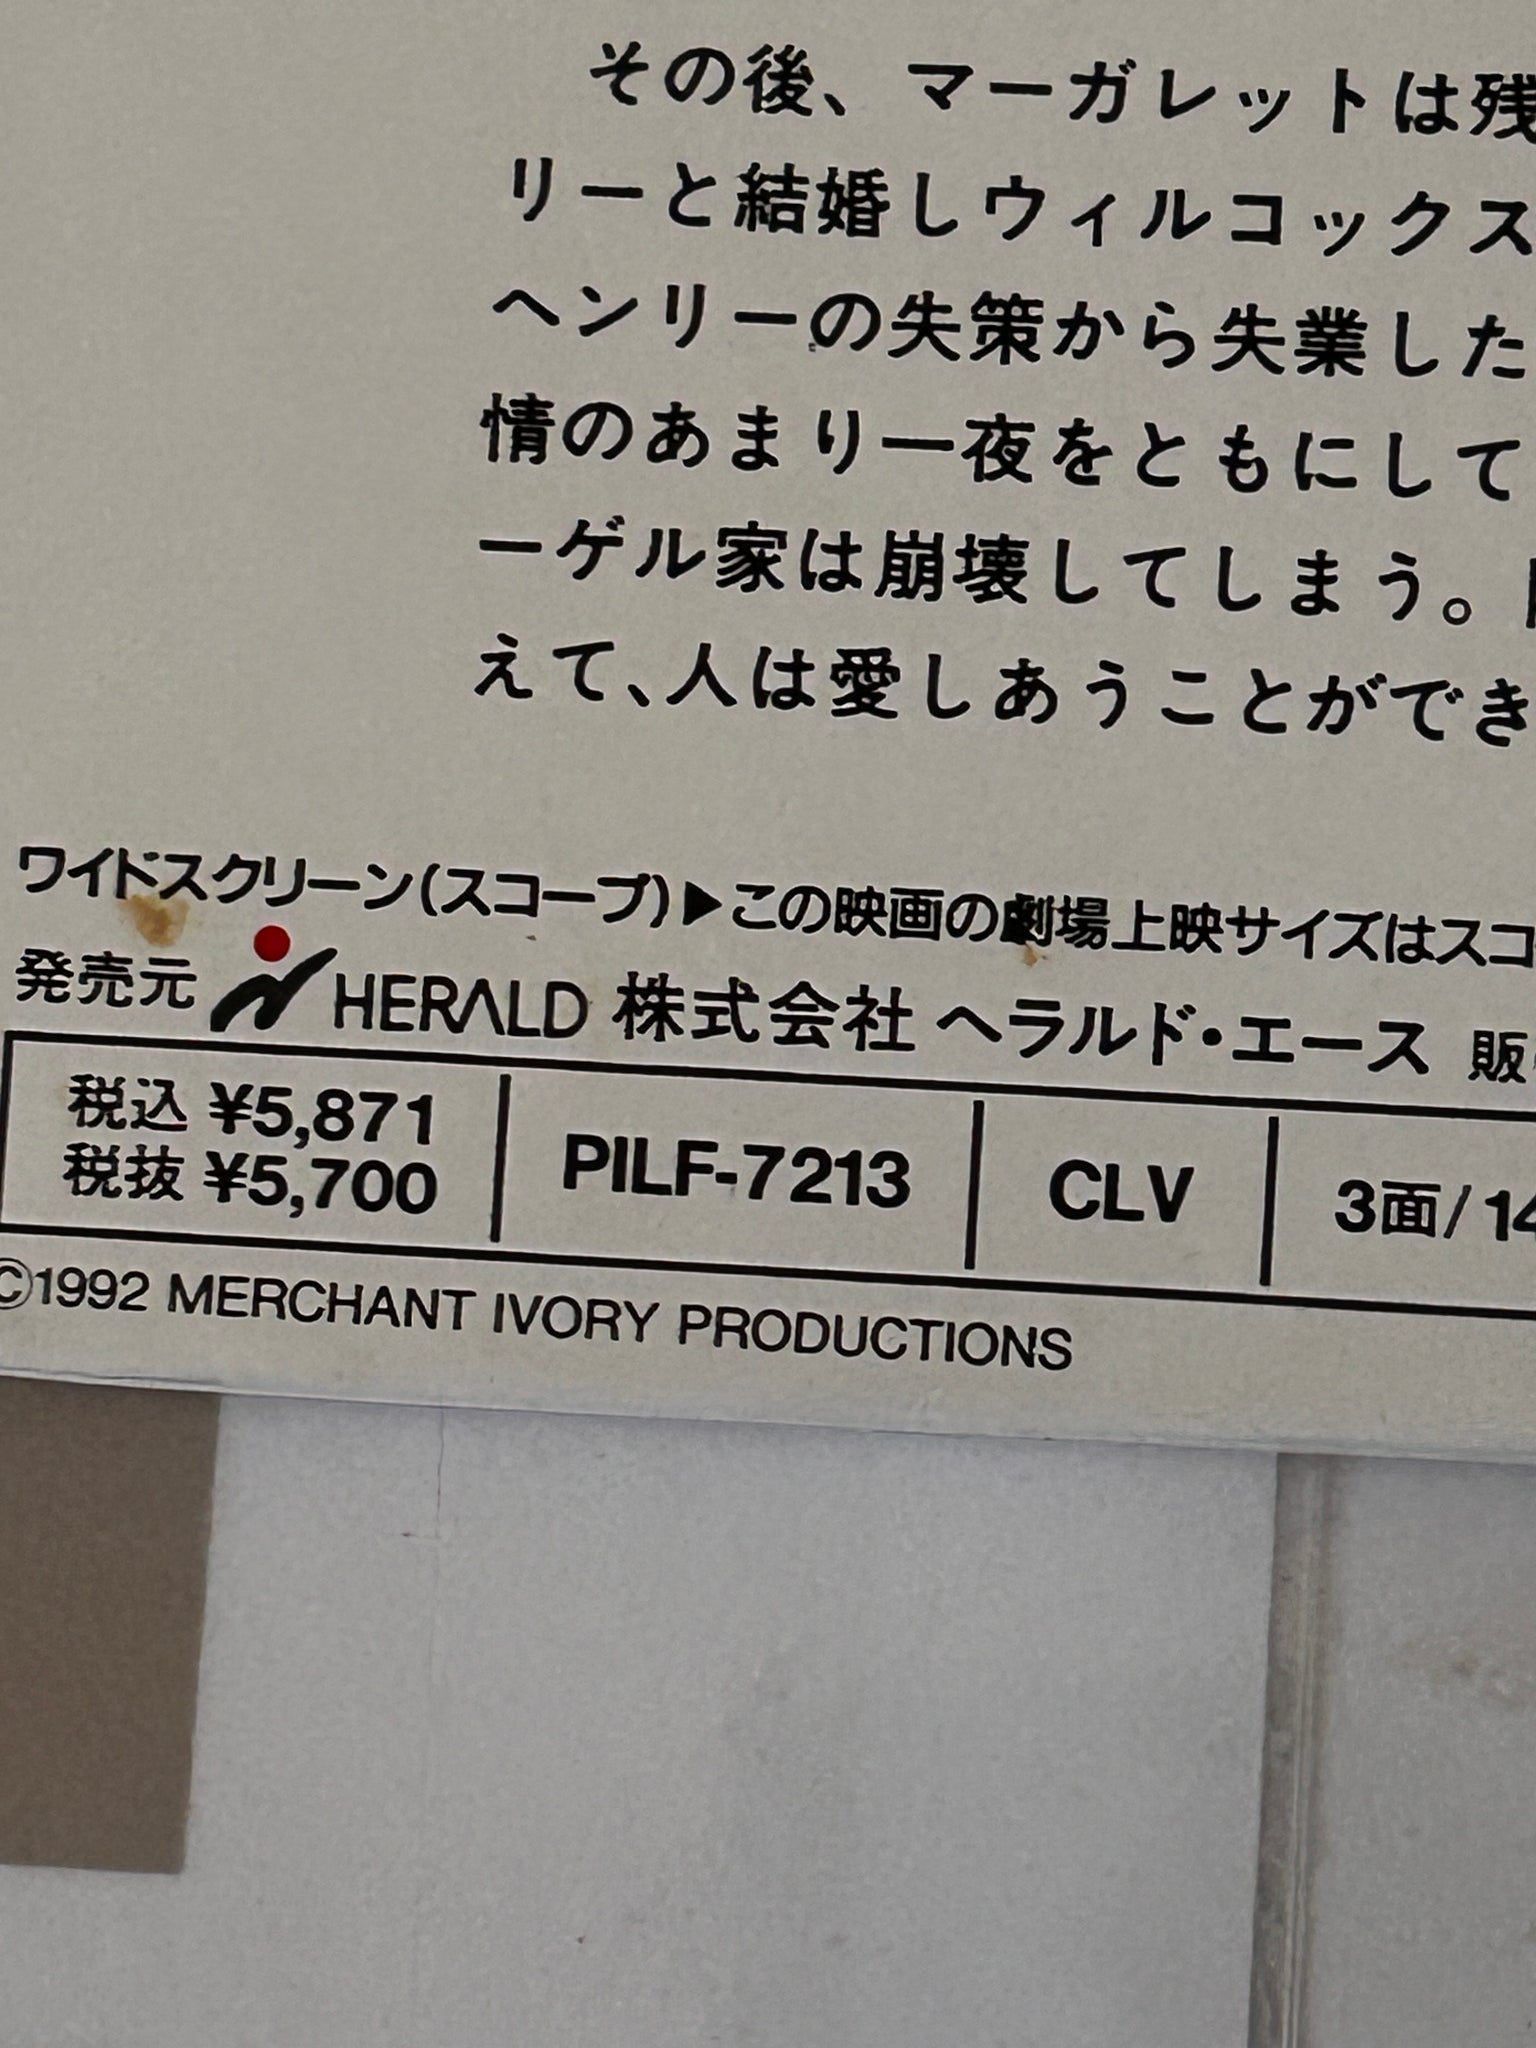 その後、マーガレットは残
リーと結婚しウィルコックス
ヘンリーの失策から失業した
情のあまり一夜をともにして
ーゲル家は崩壊してしまう。
えて、人は愛しあうことができ
ワイドスクリーン(スコープ)▶この映画の劇場上映サイズはスコ
発売元 HERALD 株式会社 ヘラルド・エース 販
税込 ¥5,871
税抜 ¥5,700
PILF-7213
CLV
3面/14
©1992 MERCHANT IVORY PRODUCTIONS